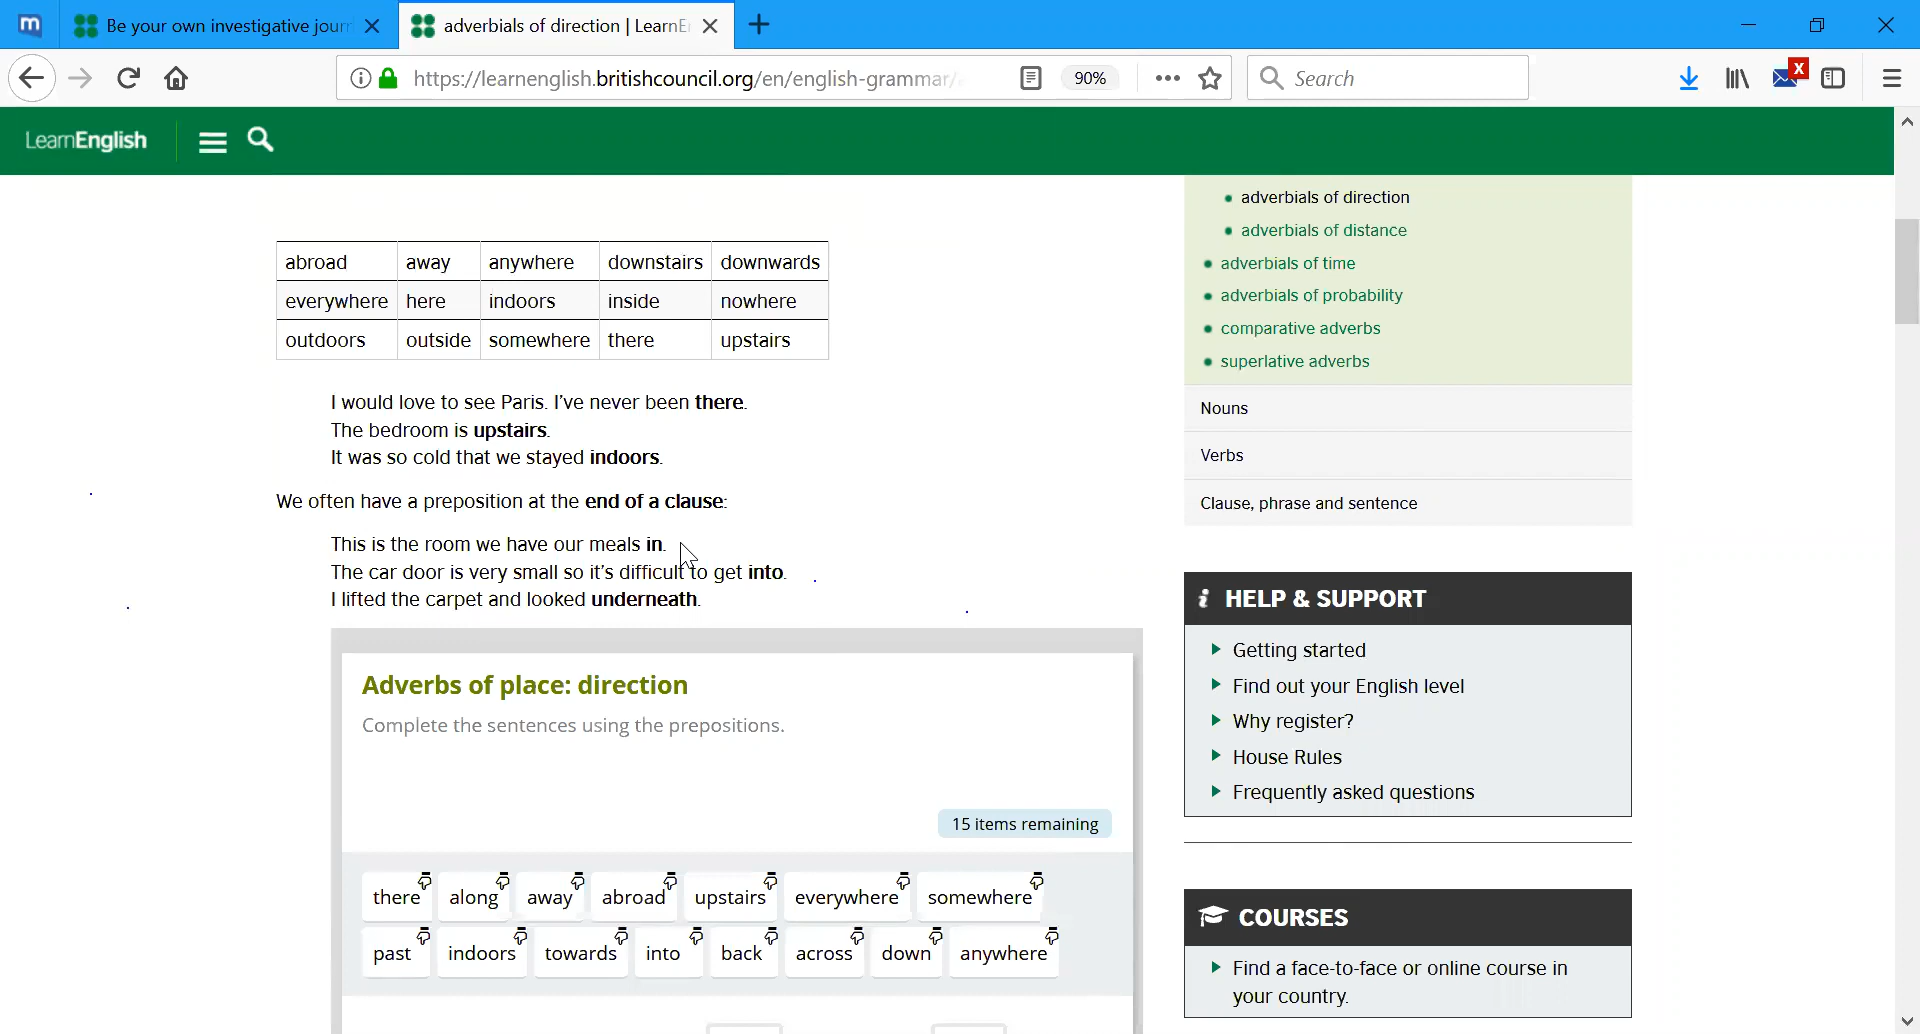 Be your own investigative jour
adverbials of direction | LearnE
https://learnenglish.britishcouncil.org/en/english-grammar/
90%
Search
X
LearnEnglish
abroad away anywhere downstairs downwards
everywhere here indoors inside nowhere
outdoors outside somewhere there upstairs
I would love to see Paris. I've never been there.
The bedroom is upstairs.
It was so cold that we stayed indoors.
We often have a preposition at the end of a clause:
This is the room we have our meals in.
The car door is very small so it's difficult to get into.
I lifted the carpet and looked underneath.
Adverbs of place: direction
Complete the sentences using the prepositions.
15 items remaining
there along away abroad upstairs everywhere somewhere
past indoors towards into back across down anywhere
adverbials of direction
adverbials of distance
adverbials of time
adverbials of probability
comparative adverbs
superlative adverbs
Nouns
Verbs
Clause, phrase and sentence
HELP & SUPPORT
Getting started
Find out your English level
Why register?
House Rules
Frequently asked questions
COURSES
Find a face-to-face or online course in
your country.